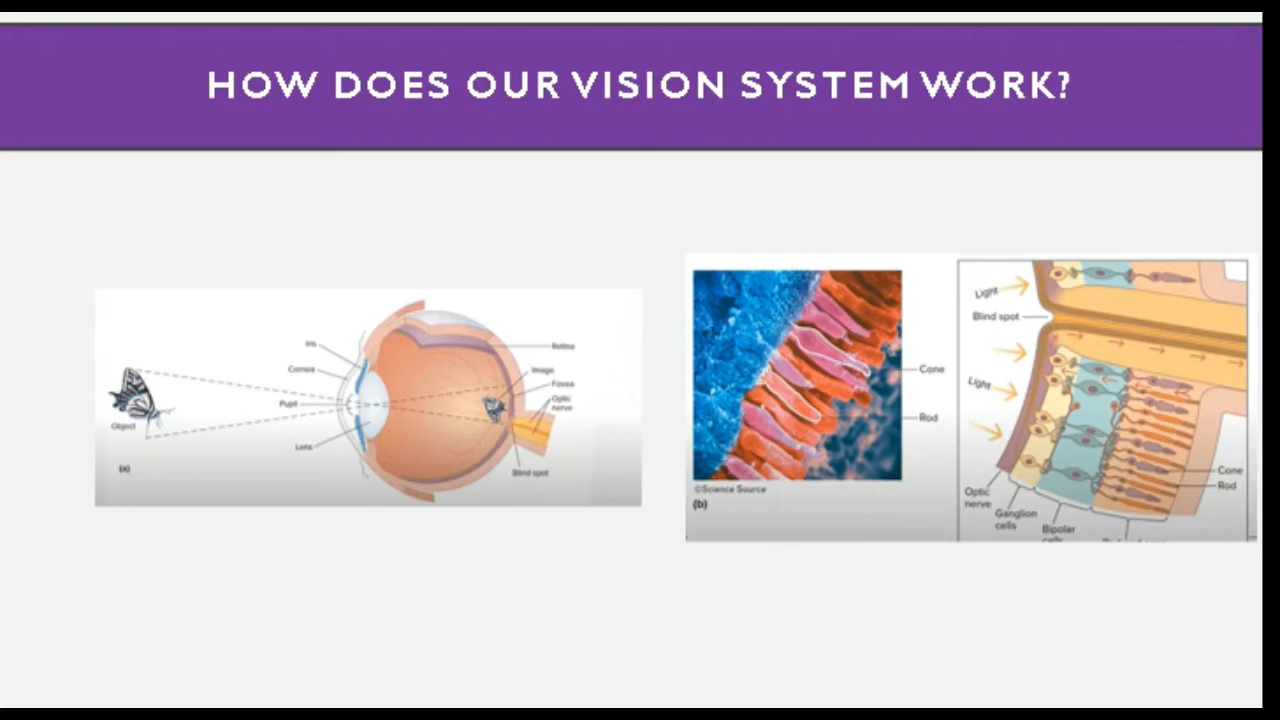 HOW DOES OUR VISION SYSTEM WORK?
Iris
Cornea
Pupil
Lens
Object
(a)
Retina
Image
Fovea
Optic
nerve
Blind spot
Cone
Rod
©Science Source
(b)
Light
Blind spot
Light
Optic
nerve
Ganglion
cells
Bipolar
cells
Cone
Rod